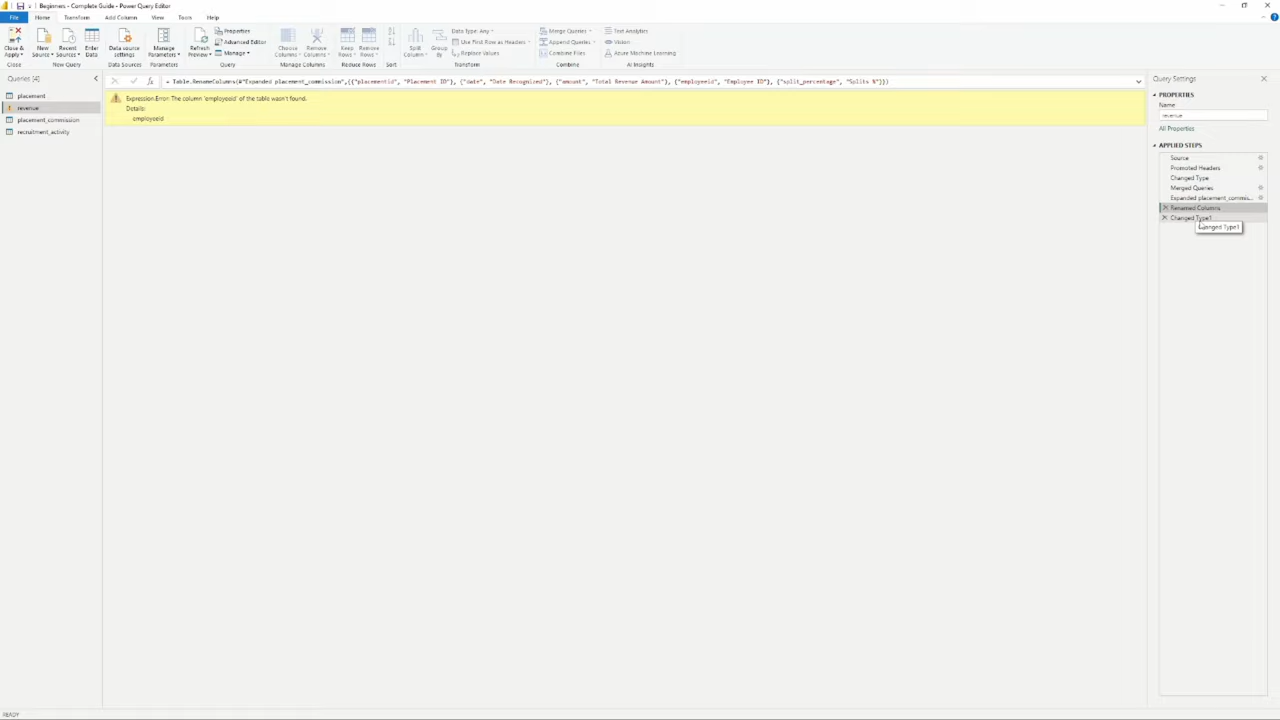 Beginners - Complete Guide - Power Query Editor
File Home Transform Add Column View Tools Help
Close & Apply
New Source
Recent Sources
Enter Data
Data source settings
Manage Parameters
Refresh Preview
Properties
Advanced Editor
Manage
Choose Columns
Remove Columns
Keep Rows
Remove Rows
Split Column
Group By
Data Type: Any
Use First Row as Headers
Replace Values
Merge Queries
Append Queries
Combine Files
Text Analytics
Vision
Azure Machine Learning
Close New Query Data Sources Parameters Query Manage Columns Reduce Rows Sort Transform Combine AI Insights
Queries [4]
placement
revenue
placement_commission
recruitment_activity
fx = Table.RenameColumns(#"Expanded placement_commission",{{"placementid", "Placement ID"}, {"date", "Date Recognized"}, {"amount", "Total Revenue Amount"}, {"employeeid", "Employee ID"}, {"split_percentage", "Splits %"}})
Expression.Error: The column 'employeeid' of the table wasn't found.
Details:
employeeid
Query Settings
PROPERTIES
Name
revenue
All Properties
APPLIED STEPS
Source
Promoted Headers
Changed Type
Merged Queries
Expanded placement_commis...
Renamed Columns
Changed Type1
Changed Type1
READY